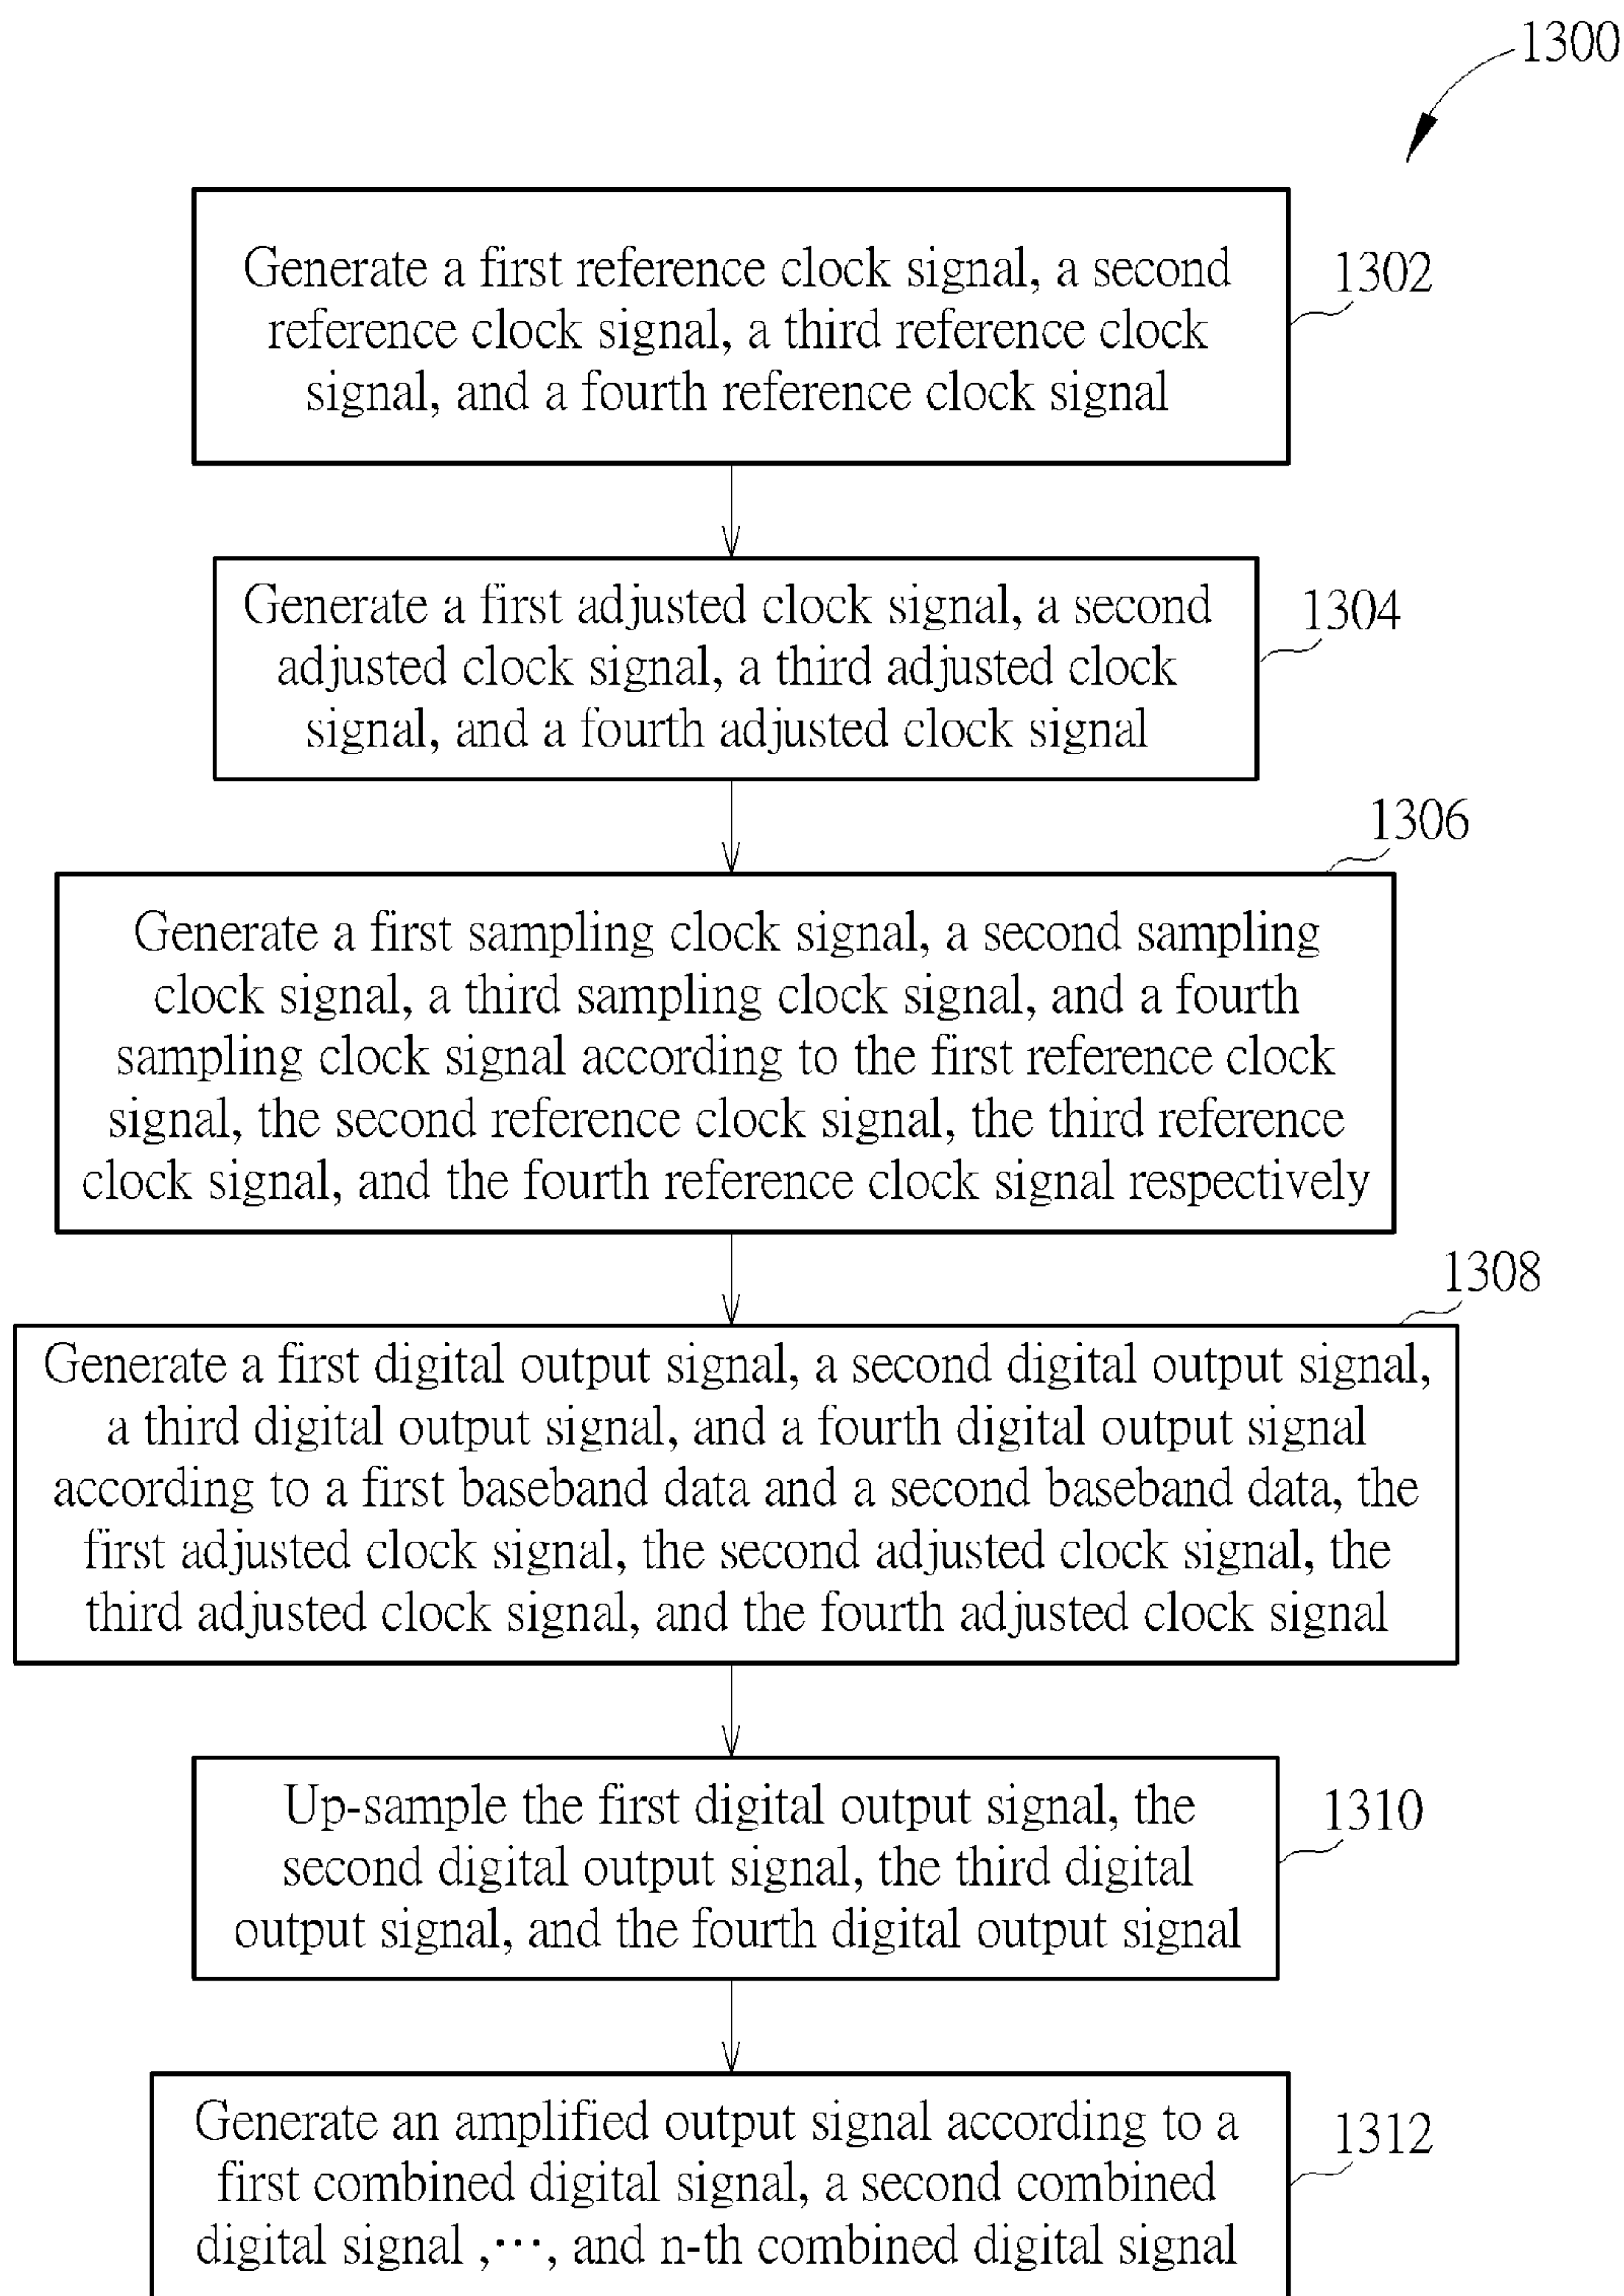 1300
Generate a first reference clock signal, a second
reference clock signal, a third reference clock
signal, and a fourth reference clock signal
1302
Generate a first adjusted clock signal, a second
adjusted clock signal, a third adjusted clock
signal, and a fourth adjusted clock signal
1304
1306
Generate a first sampling clock signal, a second sampling
clock signal, a third sampling clock signal, and a fourth
sampling clock signal according to the first reference clock
signal, the second reference clock signal, the third reference
clock signal, and the fourth reference clock signal respectively
1308
Generate a first digital output signal, a second digital output signal,
a third digital output signal, and a fourth digital output signal
according to a first baseband data and a second baseband data, the
first adjusted clock signal, the second adjusted clock signal, the
third adjusted clock signal, and the fourth adjusted clock signal
Up-sample the first digital output signal, the
second digital output signal, the third digital
output signal, and the fourth digital output signal
1310
Generate an amplified output signal according to a
first combined digital signal, a second combined
digital signal ,⋯, and n-th combined digital signal
1312